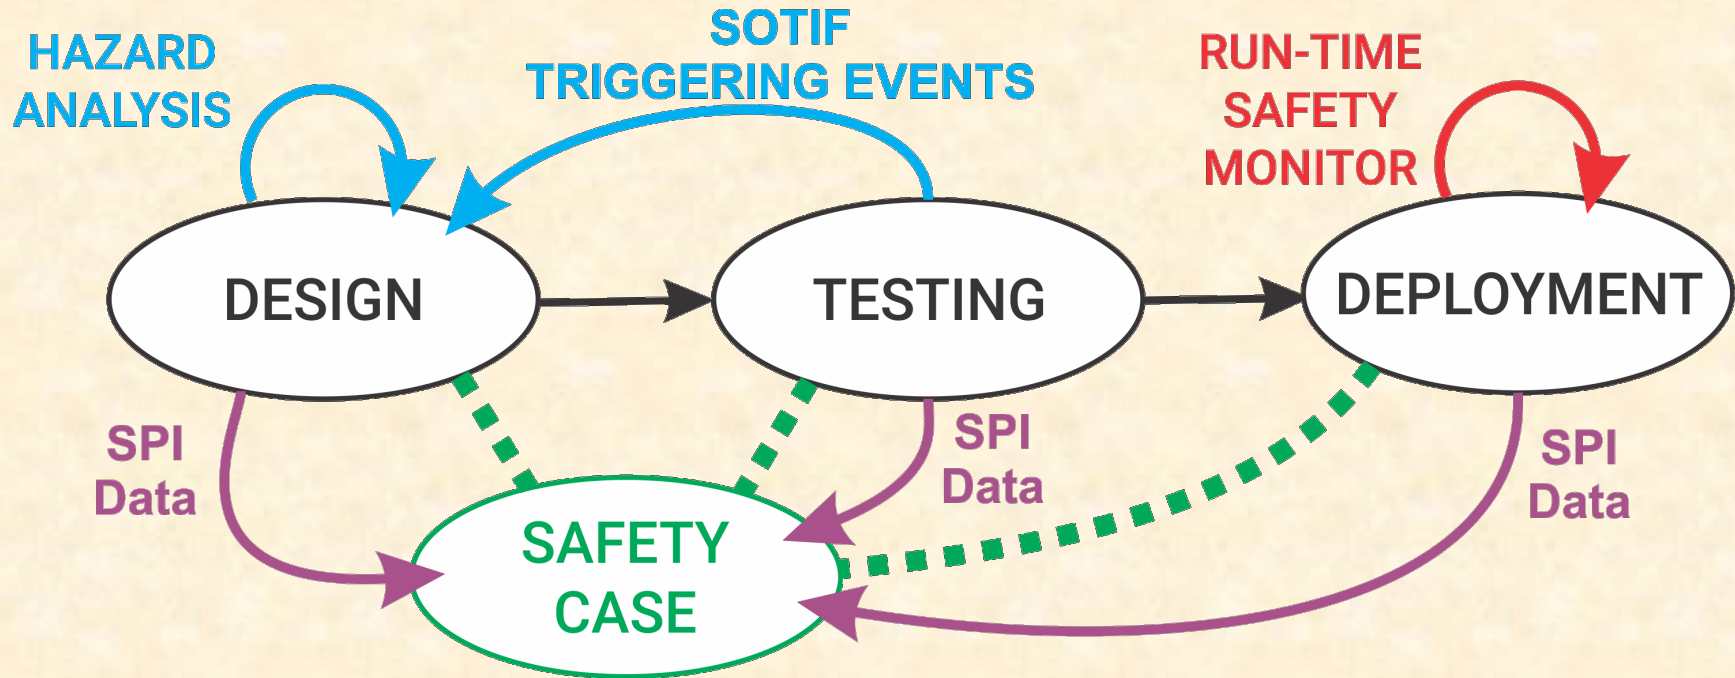 HAZARD
ANALYSIS
SOTIF
TRIGGERING EVENTS
RUN-TIME
SAFETY
MONITOR
DESIGN
TESTING
DEPLOYMENT
SPI
Data
SPI
Data
SPI
Data
SAFETY
CASE